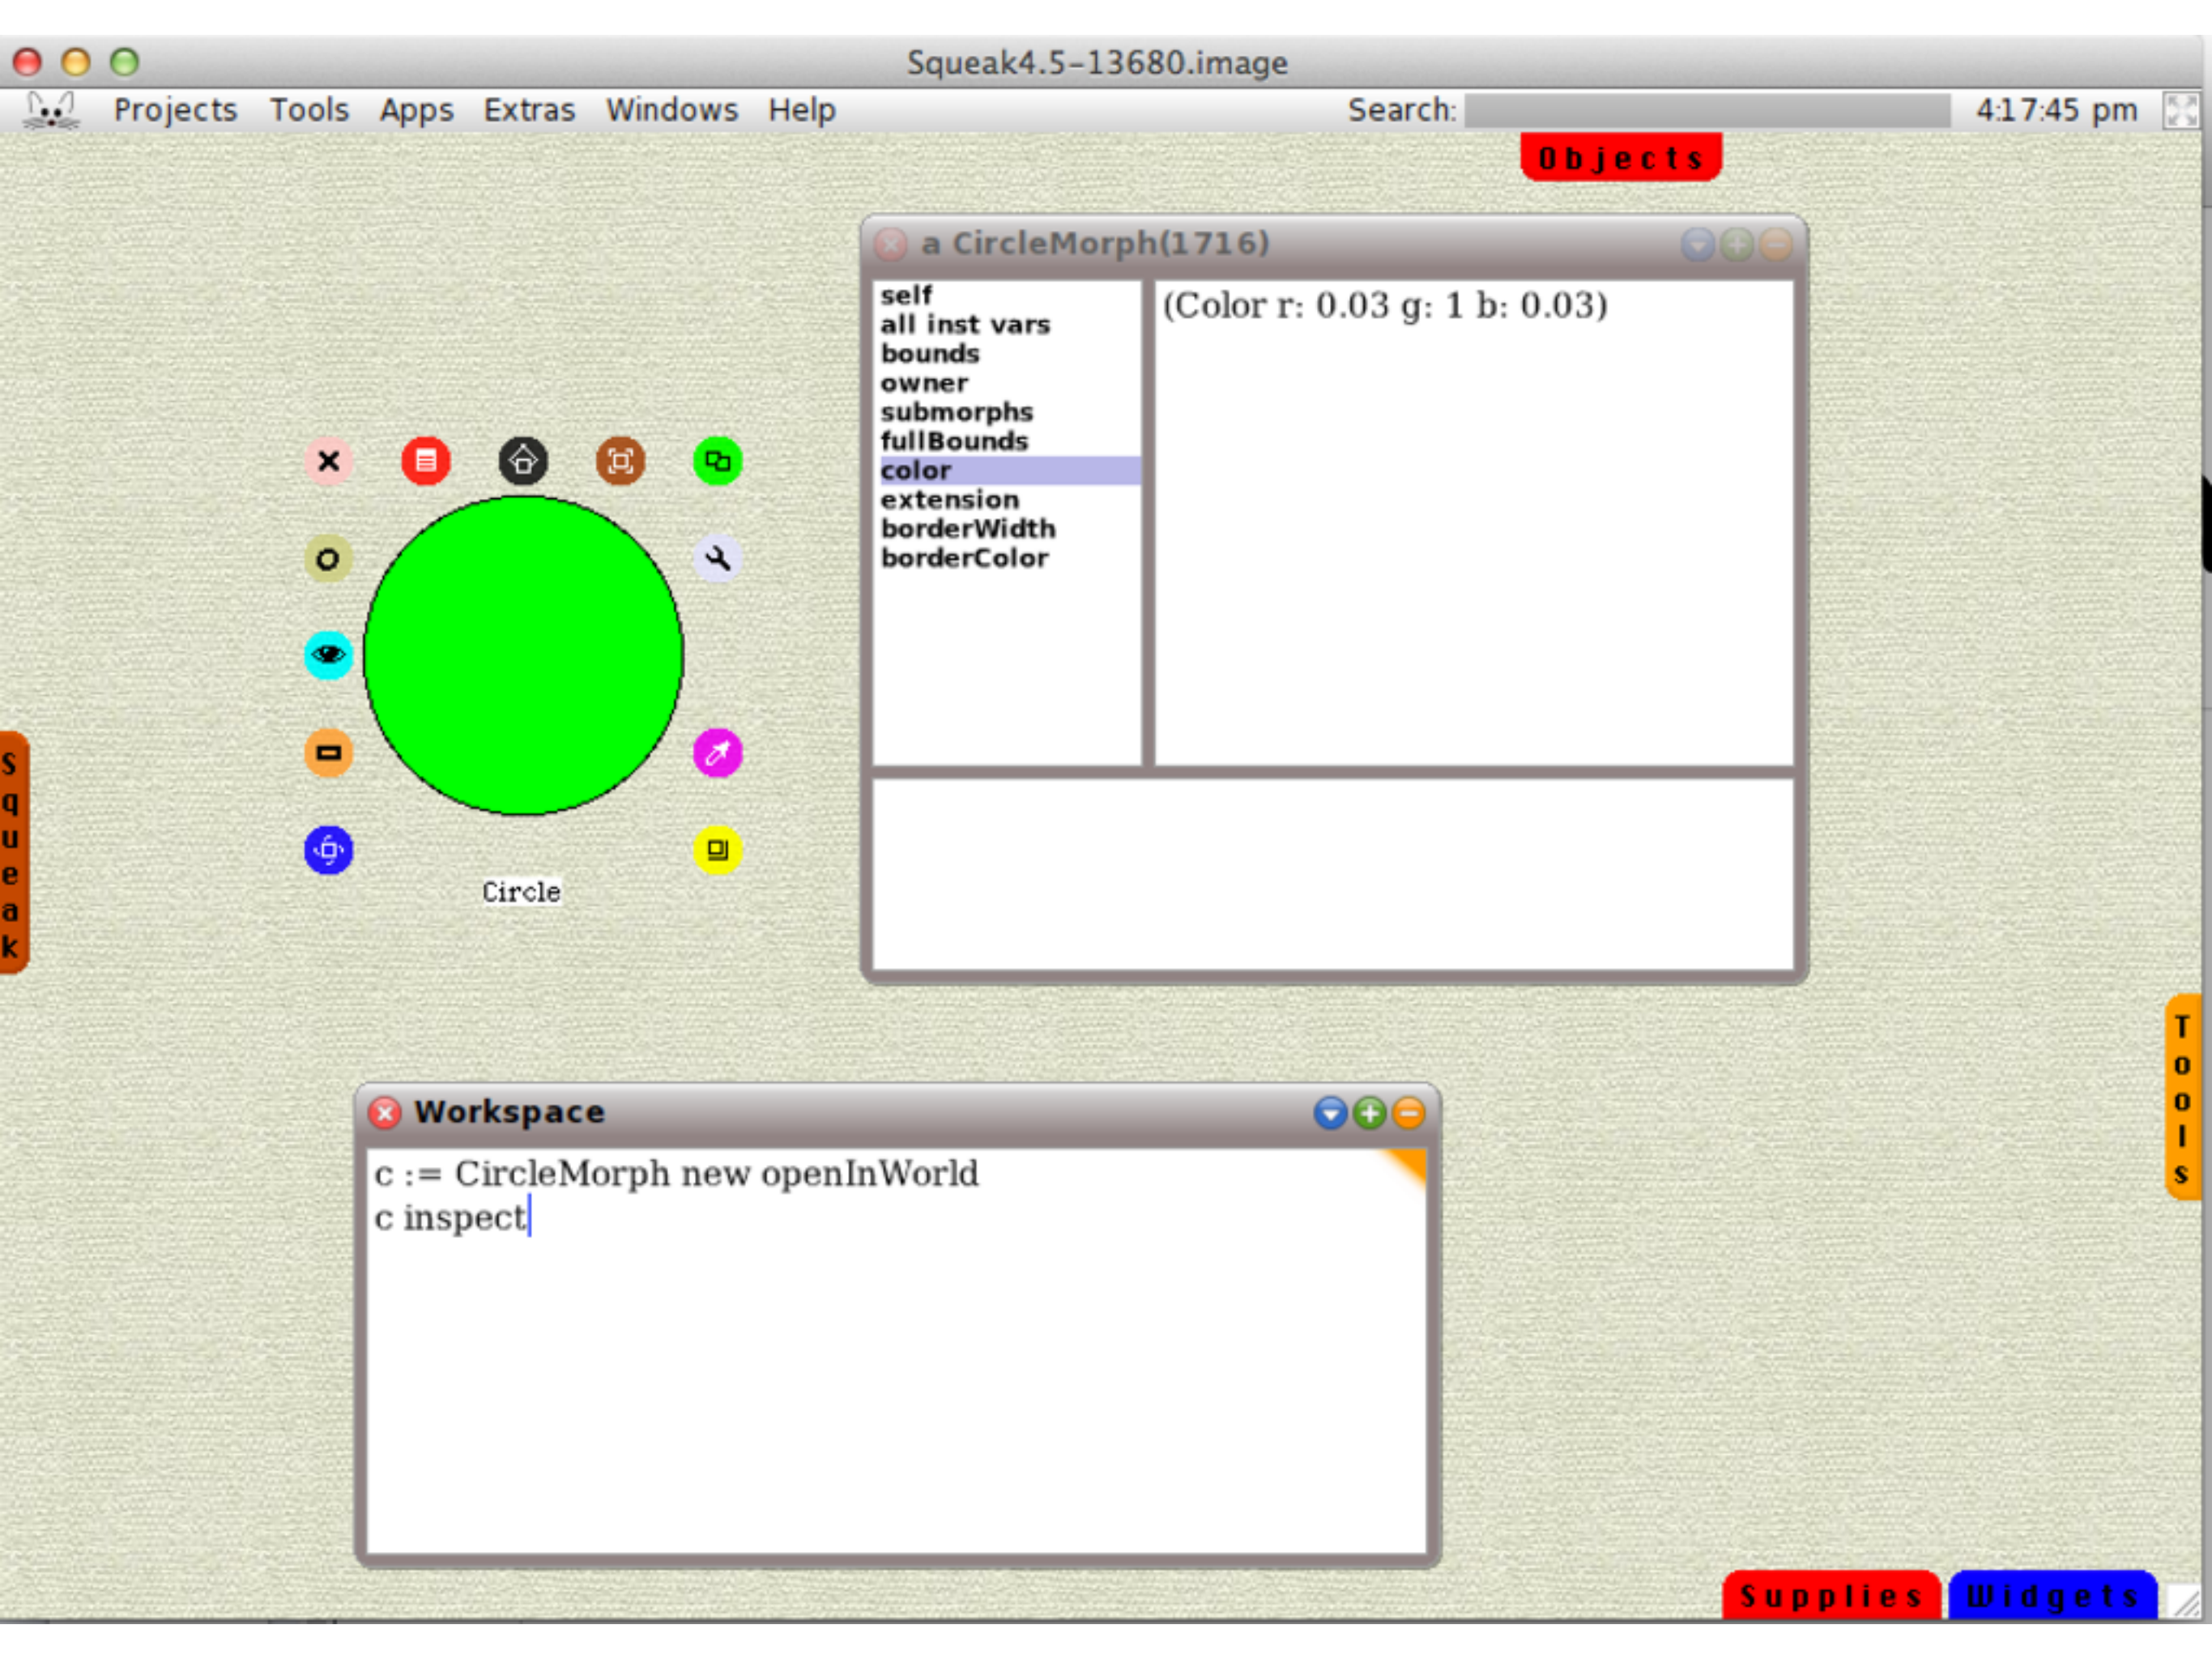 Squeak4.5-13680.image
Projects Tools Apps Extras Windows Help Search: 4:17:45 pm
Objects
a CircleMorph(1716)
self
all inst vars
bounds
owner
submorphs
fullBounds
color
extension
borderWidth
borderColor
(Color r: 0.03 g: 1 b: 0.03)
Circle
Squeak
Tools
Workspace
c := CircleMorph new openInWorld
c inspect
Supplies
Widgets